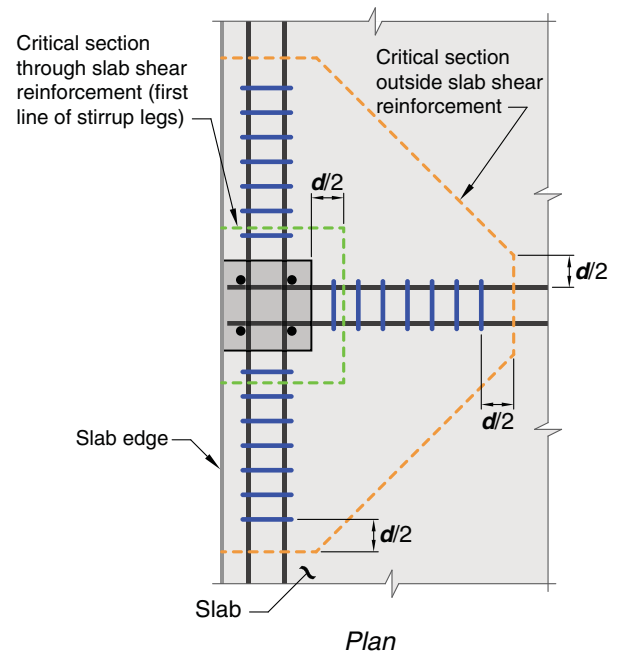 Critical section
through slab shear
reinforcement (first
line of stirrup legs)
Critical section
outside slab shear
reinforcement
d/2
d/2
d/2
Slab edge
d/2
Slab
Plan